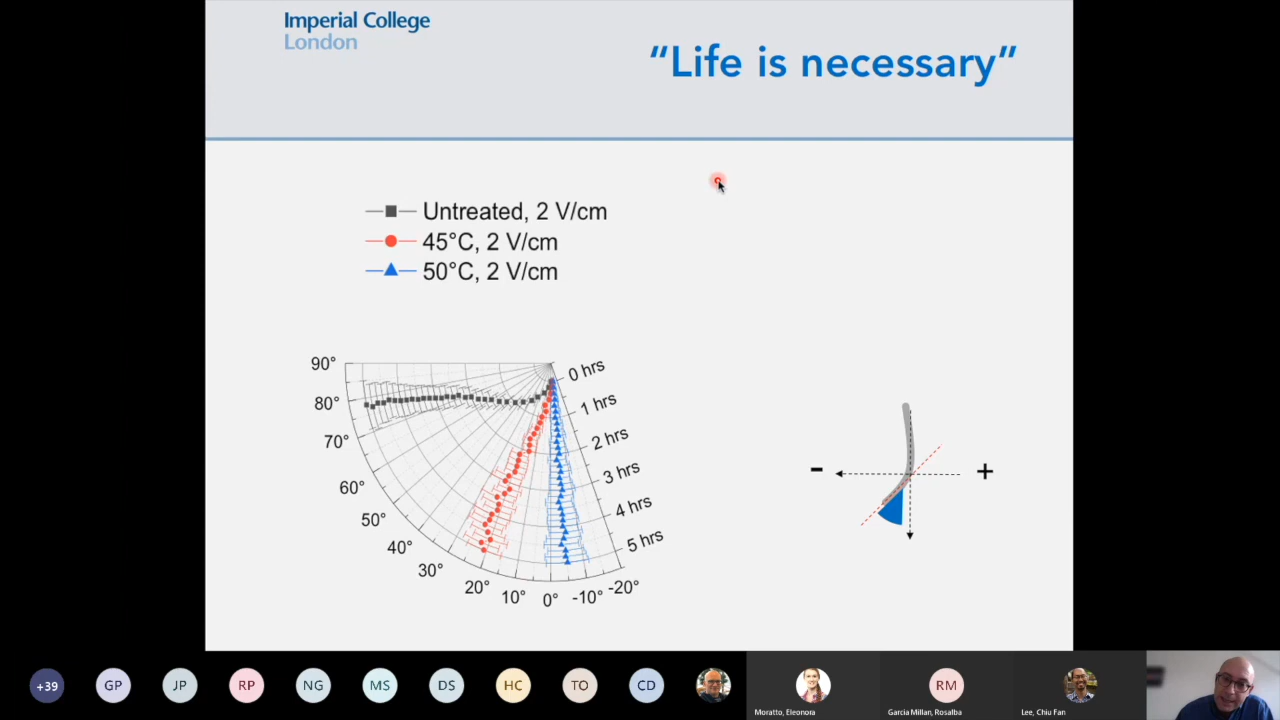 Imperial College
London
“Life is necessary”
Untreated, 2 V/cm
45°C, 2 V/cm
50°C, 2 V/cm
90°
80°
70°
60°
50°
40°
30°
20°
10°
0°
-10°
-20°
0 hrs
1 hrs
2 hrs
3 hrs
4 hrs
5 hrs
-
+
+39
GP
JP
RP
NG
MS
DS
HC
TO
CD
RM
Moratto, Eleonora
Garcia Millan, Rosalba
Lee, Chiu Fan